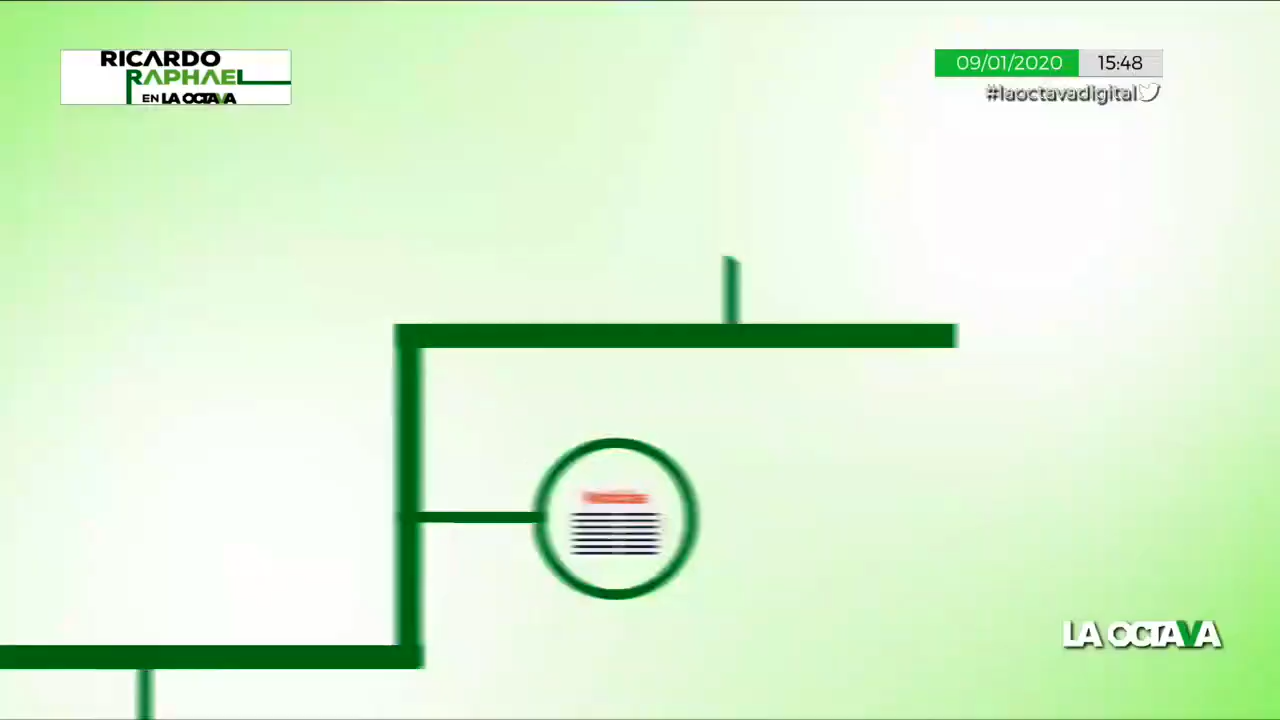 RICARDO
RAPHAEL
EN LA OCTAVA
09/01/2020 15:48
#laoctavadigital
LA OCTAVA